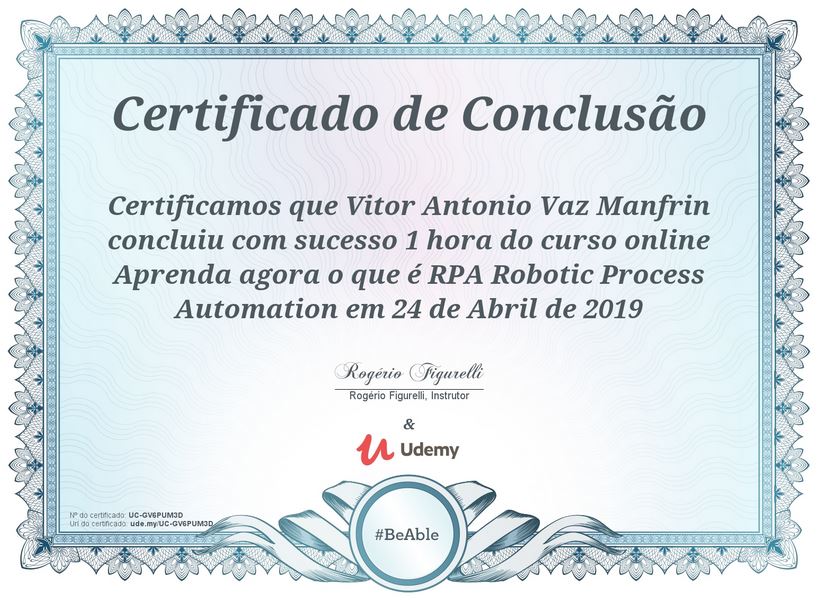 Certificado de Conclusão
Certificamos que Vitor Antonio Vaz Manfrin
concluiu com sucesso 1 hora do curso online
Aprenda agora o que é RPA Robotic Process
Automation em 24 de Abril de 2019
Rogério Figurelli
Rogério Figurelli, Instrutor
&
Udemy
#BeAble
Nº do certificado: UC-GV6PUM3D
Url do certificado: ude.my/UC-GV6PUM3D